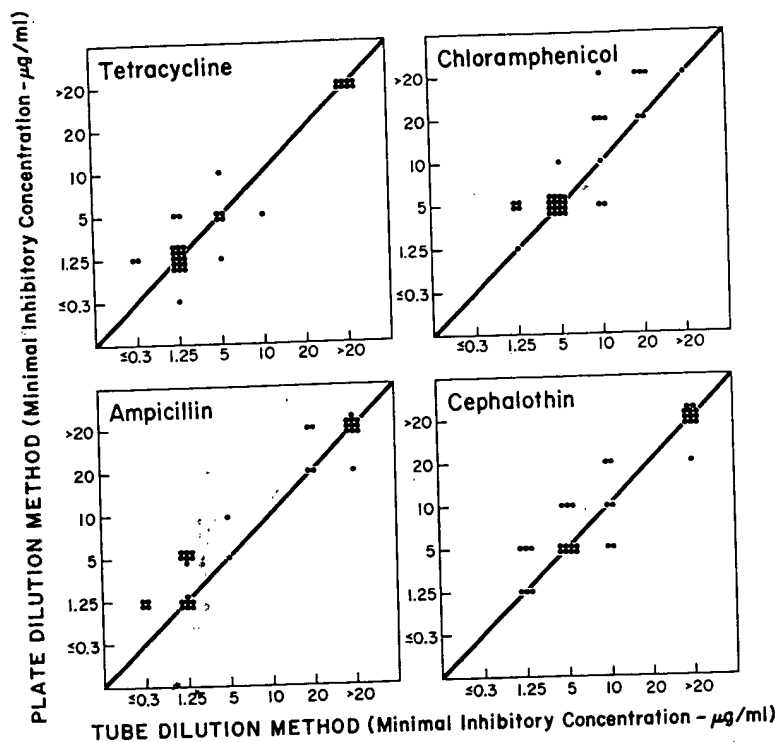 PLATE DILUTION METHOD (Minimal Inhibitory Concentration - μg/ml)
Tetracycline
>20
20
10
5
1.25
≤0.3
≤0.3 1.25 5 10 20 >20
Chloramphenicol
>20
20
10
5
1.25
≤0.3
≤0.3 1.25 5 10 20 >20
Ampicillin
>20
20
10
5
1.25
≤0.3
≤0.3 1.25 5 10 20 >20
Cephalothin
>20
20
10
5
1.25
≤0.3
≤0.3 1.25 5 10 20 >20
TUBE DILUTION METHOD (Minimal Inhibitory Concentration - μg/ml)